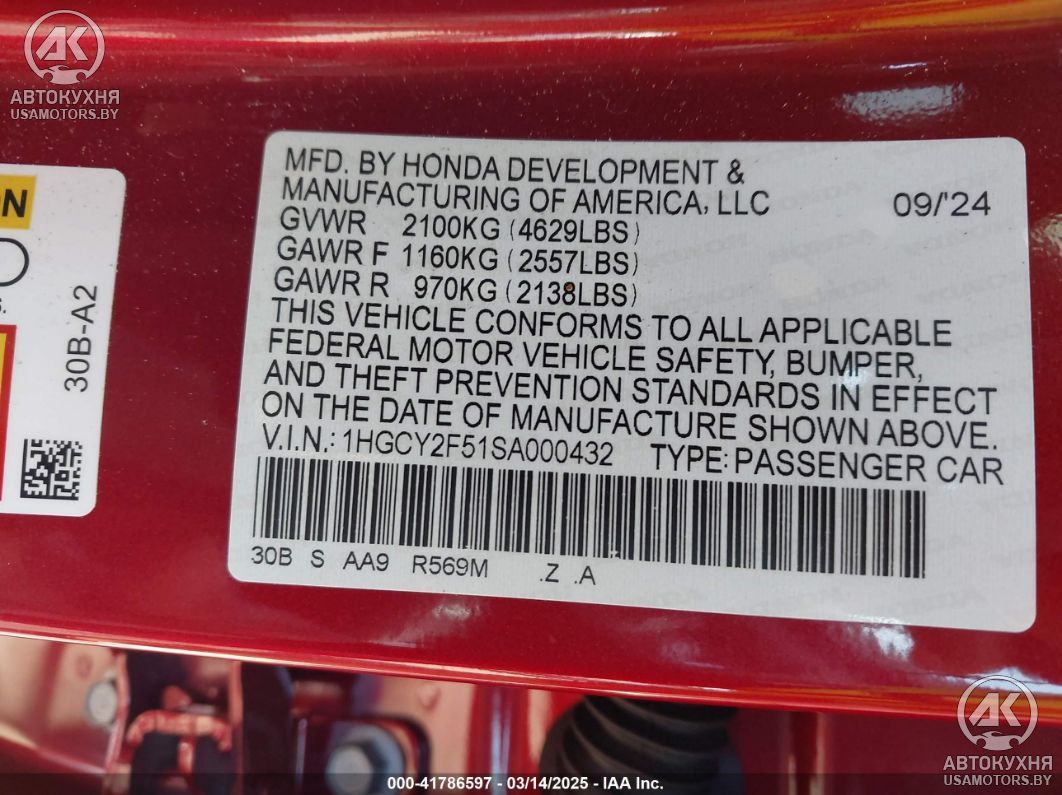 АК
АВТОКУХНЯ
USAMOTORS.BY
MFD. BY HONDA DEVELOPMENT &
MANUFACTURING OF AMERICA, LLC 09/'24
GVWR 2100KG (4629LBS)
GAWR F 1160KG (2557LBS)
GAWR R 970KG (2138LBS)
THIS VEHICLE CONFORMS TO ALL APPLICABLE
FEDERAL MOTOR VEHICLE SAFETY, BUMPER,
AND THEFT PREVENTION STANDARDS IN EFFECT
ON THE DATE OF MANUFACTURE SHOWN ABOVE.
V.I.N.: 1HGCY2F51SA000432 TYPE: PASSENGER CAR
30B S AA9 R569M .Z .A
30B-A2
АК
АВТОКУХНЯ
USAMOTORS.BY
000-41786597 - 03/14/2025 - IAA Inc.